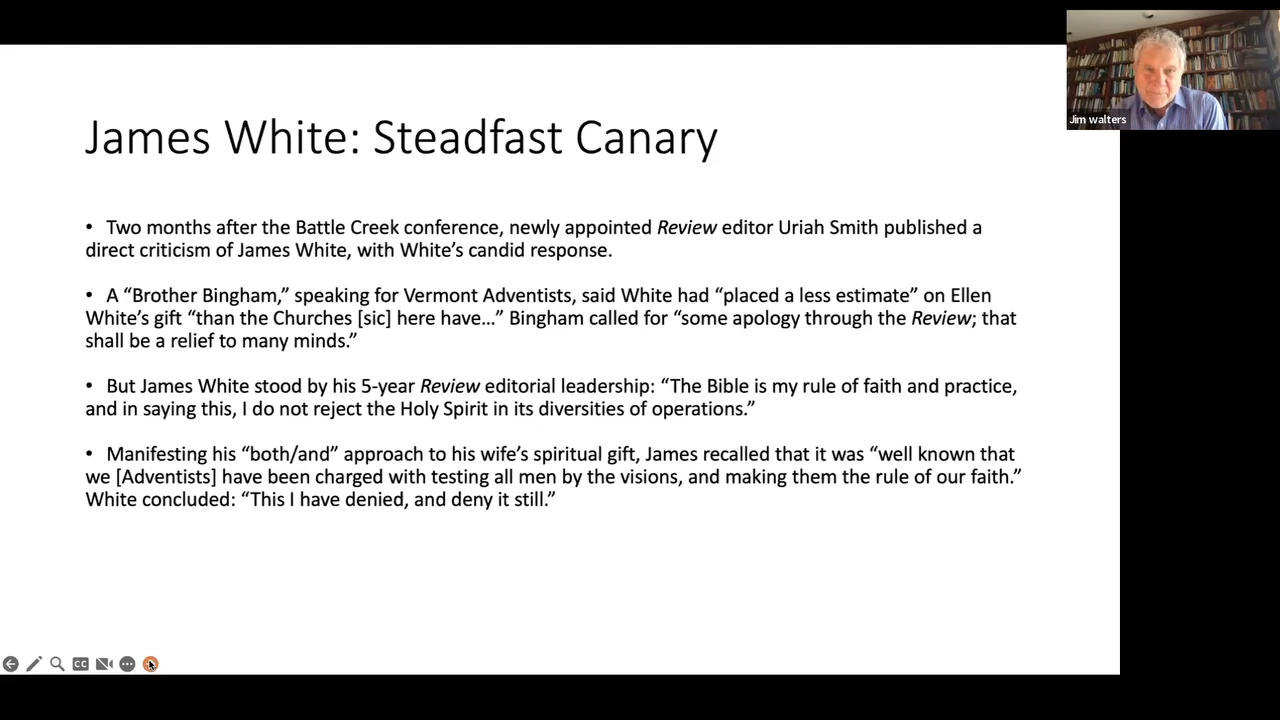 James White: Steadfast Canary
• Two months after the Battle Creek conference, newly appointed Review editor Uriah Smith published a
direct criticism of James White, with White’s candid response.
• A “Brother Bingham,” speaking for Vermont Adventists, said White had “placed a less estimate” on Ellen
White’s gift “than the Churches [sic] here have…” Bingham called for “some apology through the Review; that
shall be a relief to many minds.”
• But James White stood by his 5-year Review editorial leadership: “The Bible is my rule of faith and practice,
and in saying this, I do not reject the Holy Spirit in its diversities of operations.”
• Manifesting his “both/and” approach to his wife’s spiritual gift, James recalled that it was “well known that
we [Adventists] have been charged with testing all men by the visions, and making them the rule of our faith.”
White concluded: “This I have denied, and deny it still.”
Jim walters
CC